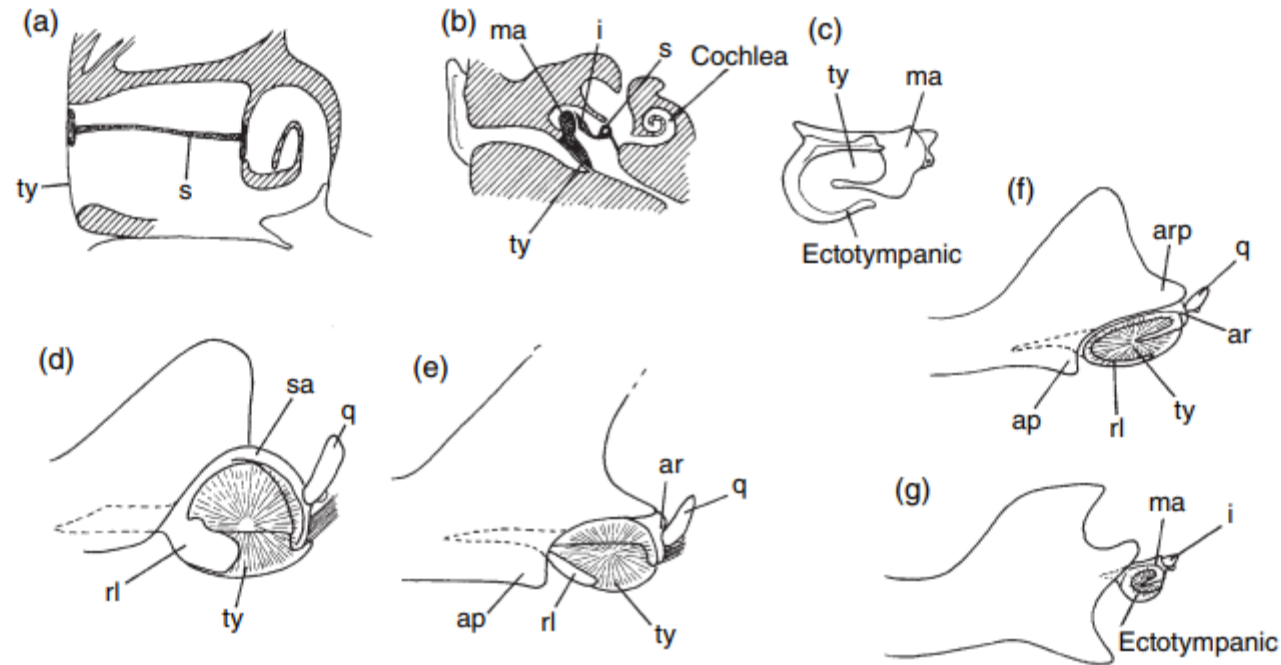 (a)
ty
s
(b)
ma
i
s
Cochlea
ty
(c)
ty
ma
Ectotympanic
(d)
sa
q
rl
ty
(e)
ar
q
ap
rl
ty
(f)
arp
q
ar
ap
rl
ty
(g)
ma
i
Ectotympanic